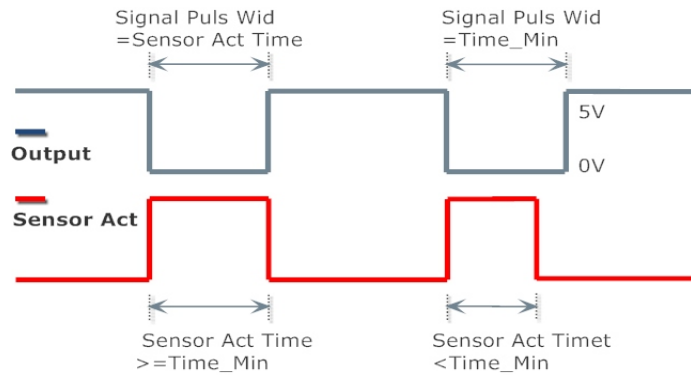 Signal Puls Wid
=Sensor Act Time
Signal Puls Wid
=Time_Min
5V
Output
0V
Sensor Act
Sensor Act Time
>=Time_Min
Sensor Act Timet
<Time_Min